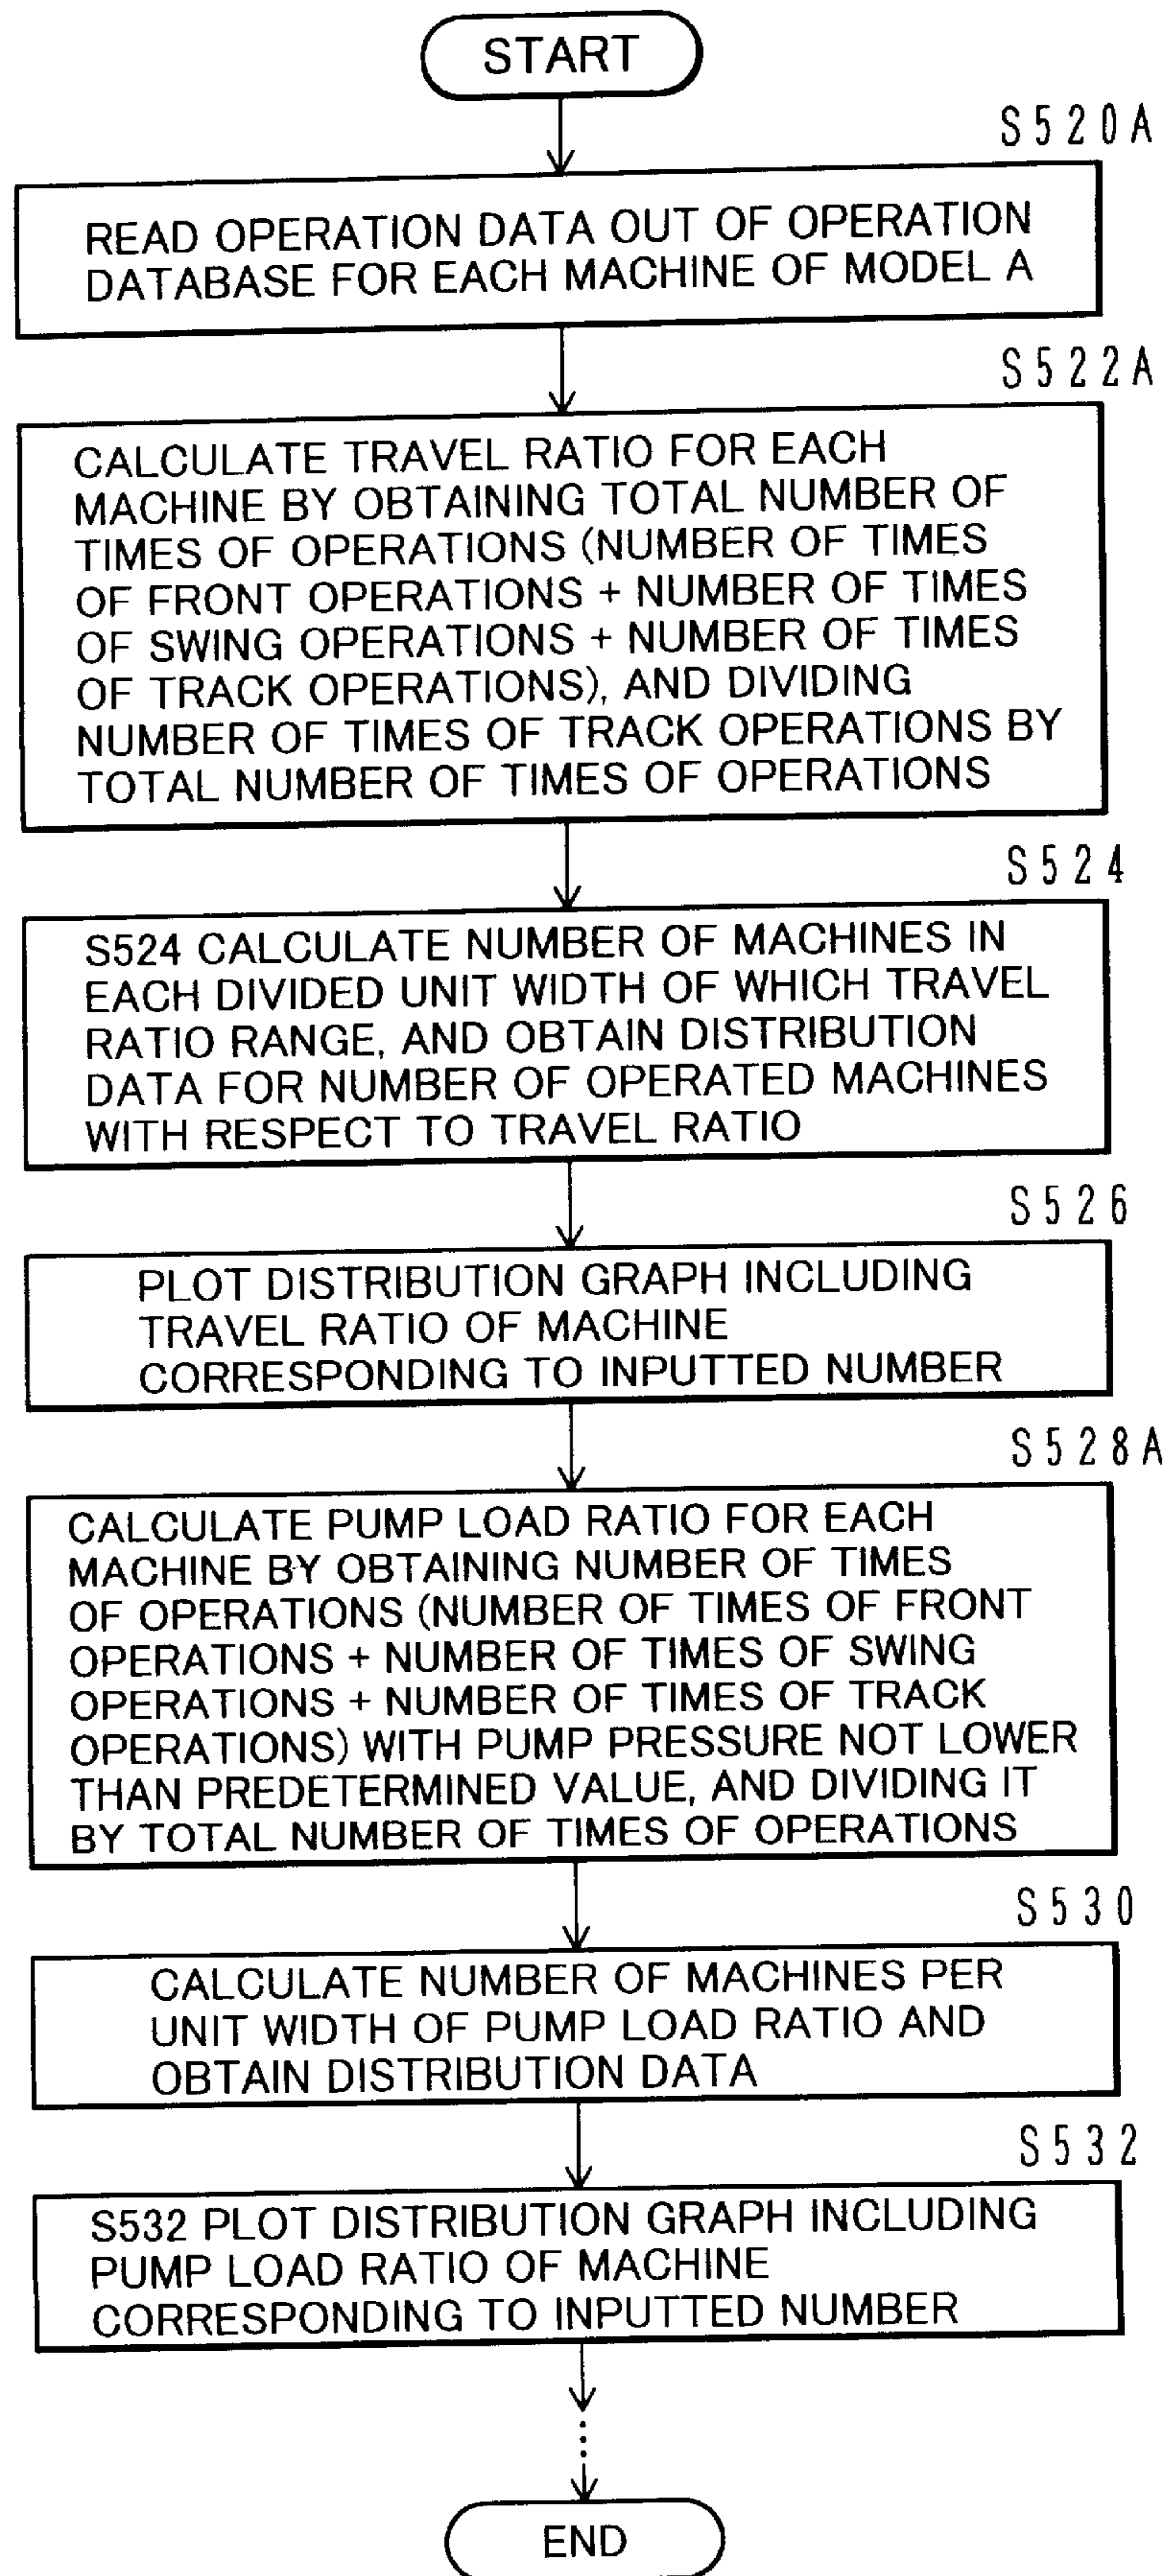 START
S520A
READ OPERATION DATA OUT OF OPERATION
DATABASE FOR EACH MACHINE OF MODEL A
S522A
CALCULATE TRAVEL RATIO FOR EACH
MACHINE BY OBTAINING TOTAL NUMBER OF
TIMES OF OPERATIONS (NUMBER OF TIMES
OF FRONT OPERATIONS + NUMBER OF TIMES
OF SWING OPERATIONS + NUMBER OF TIMES
OF TRACK OPERATIONS), AND DIVIDING
NUMBER OF TIMES OF TRACK OPERATIONS BY
TOTAL NUMBER OF TIMES OF OPERATIONS
S524
S524 CALCULATE NUMBER OF MACHINES IN
EACH DIVIDED UNIT WIDTH OF WHICH TRAVEL
RATIO RANGE, AND OBTAIN DISTRIBUTION
DATA FOR NUMBER OF OPERATED MACHINES
WITH RESPECT TO TRAVEL RATIO
S526
PLOT DISTRIBUTION GRAPH INCLUDING
TRAVEL RATIO OF MACHINE
CORRESPONDING TO INPUTTED NUMBER
S528A
CALCULATE PUMP LOAD RATIO FOR EACH
MACHINE BY OBTAINING NUMBER OF TIMES
OF OPERATIONS (NUMBER OF TIMES OF FRONT
OPERATIONS + NUMBER OF TIMES OF SWING
OPERATIONS + NUMBER OF TIMES OF TRACK
OPERATIONS) WITH PUMP PRESSURE NOT LOWER
THAN PREDETERMINED VALUE, AND DIVIDING IT
BY TOTAL NUMBER OF TIMES OF OPERATIONS
S530
CALCULATE NUMBER OF MACHINES PER
UNIT WIDTH OF PUMP LOAD RATIO AND
OBTAIN DISTRIBUTION DATA
S532
S532 PLOT DISTRIBUTION GRAPH INCLUDING
PUMP LOAD RATIO OF MACHINE
CORRESPONDING TO INPUTTED NUMBER
END